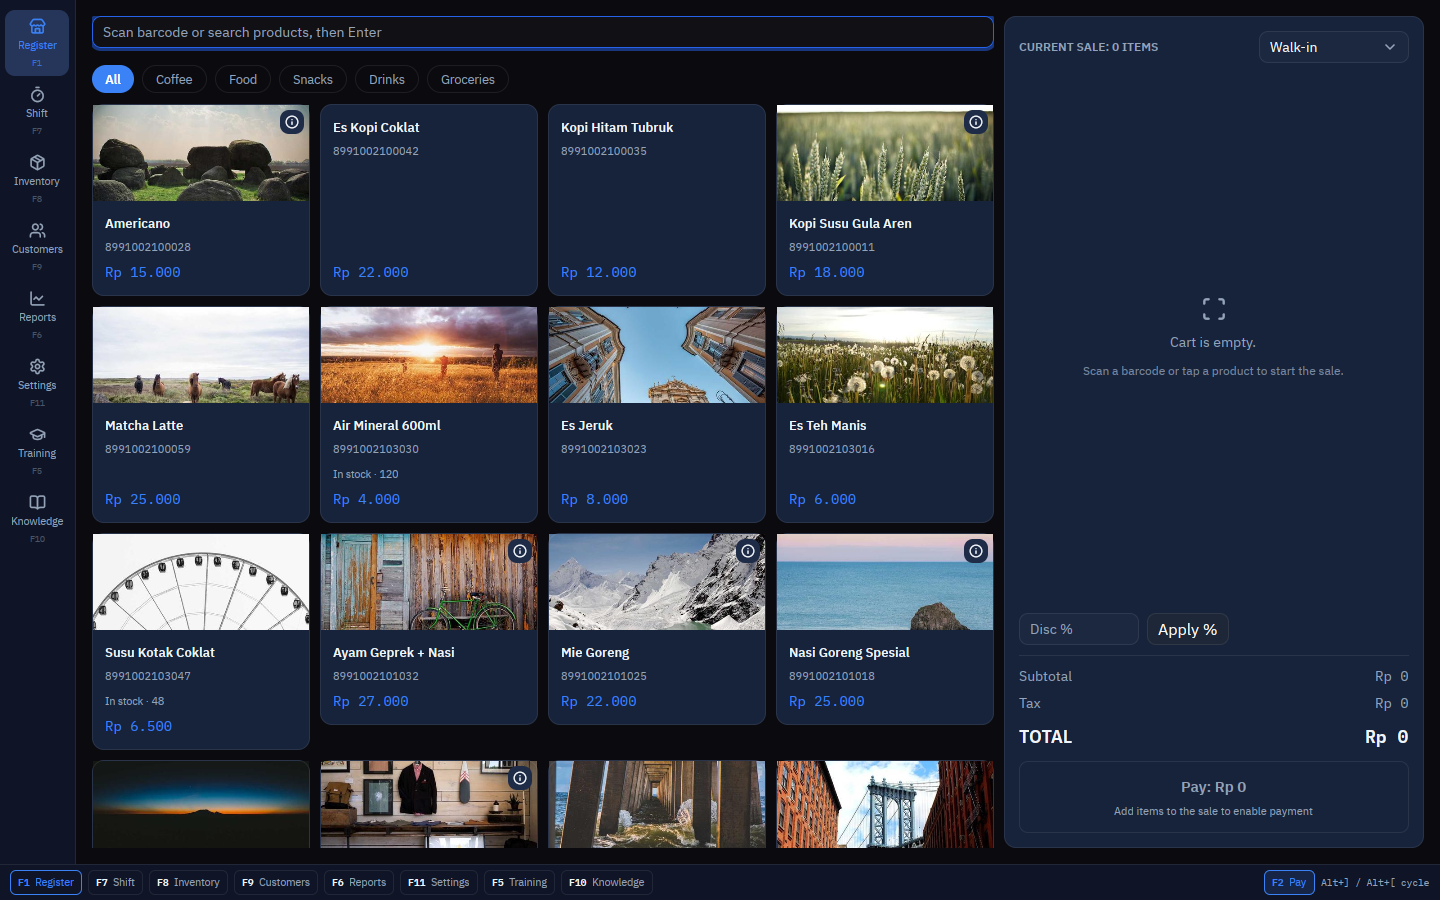 Register
F1
Shift
F7
Inventory
F8
Customers
F9
Reports
F6
Settings
F11
Training
F5
Knowledge
F10
Scan barcode or search products, then Enter
All
Coffee
Food
Snacks
Drinks
Groceries
Americano
8991002100028
Rp 15.000
Es Kopi Coklat
8991002100042
Rp 22.000
Kopi Hitam Tubruk
8991002100035
Rp 12.000
Kopi Susu Gula Aren
8991002100011
Rp 18.000
Matcha Latte
8991002100059
Rp 25.000
Air Mineral 600ml
8991002103030
In stock · 120
Rp 4.000
Es Jeruk
8991002103023
Rp 8.000
Es Teh Manis
8991002103016
Rp 6.000
Susu Kotak Coklat
8991002103047
In stock · 48
Rp 6.500
Ayam Geprek + Nasi
8991002101032
Rp 27.000
Mie Goreng
8991002101025
Rp 22.000
Nasi Goreng Spesial
8991002101018
Rp 25.000
CURRENT SALE: 0 ITEMS
Walk-in
Cart is empty.
Scan a barcode or tap a product to start the sale.
Disc %
Apply %
Subtotal Rp 0
Tax Rp 0
TOTAL Rp 0
Pay: Rp 0
Add items to the sale to enable payment
F1 Register
F7 Shift
F8 Inventory
F9 Customers
F6 Reports
F11 Settings
F5 Training
F10 Knowledge
F2 Pay
Alt+] / Alt+[ cycle